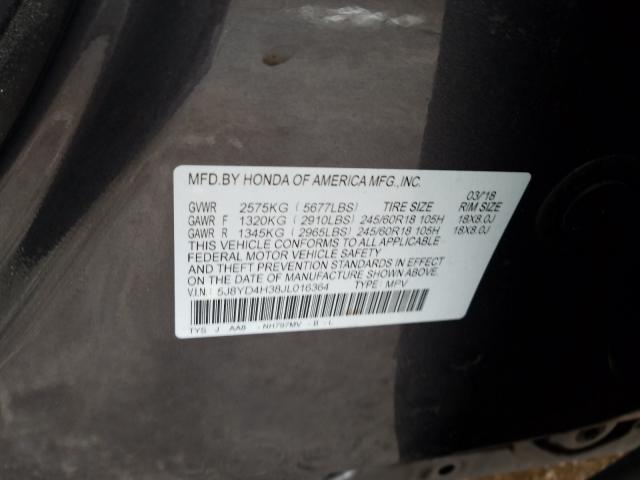 MFD.BY HONDA OF AMERICA MFG.,INC.
03/18
GVWR 2575KG ( 5677LBS) TIRE SIZE RIM SIZE
GAWR F 1320KG ( 2910LBS) 245/60R18 105H 18X8.0J
GAWR R 1345KG ( 2965LBS) 245/60R18 105H 18X8.0J
THIS VEHICLE CONFORMS TO ALL APPLICABLE
FEDERAL MOTOR VEHICLE SAFETY
AND THEFT PREVENTION STANDARDS IN EFFECT
ON THE DATE OF MANUFACTURE SHOWN ABOVE.
V.I.N.: 5J8YD4H38JL016364 TYPE: MPV
TYS J AA8 - NH797MV - B - L